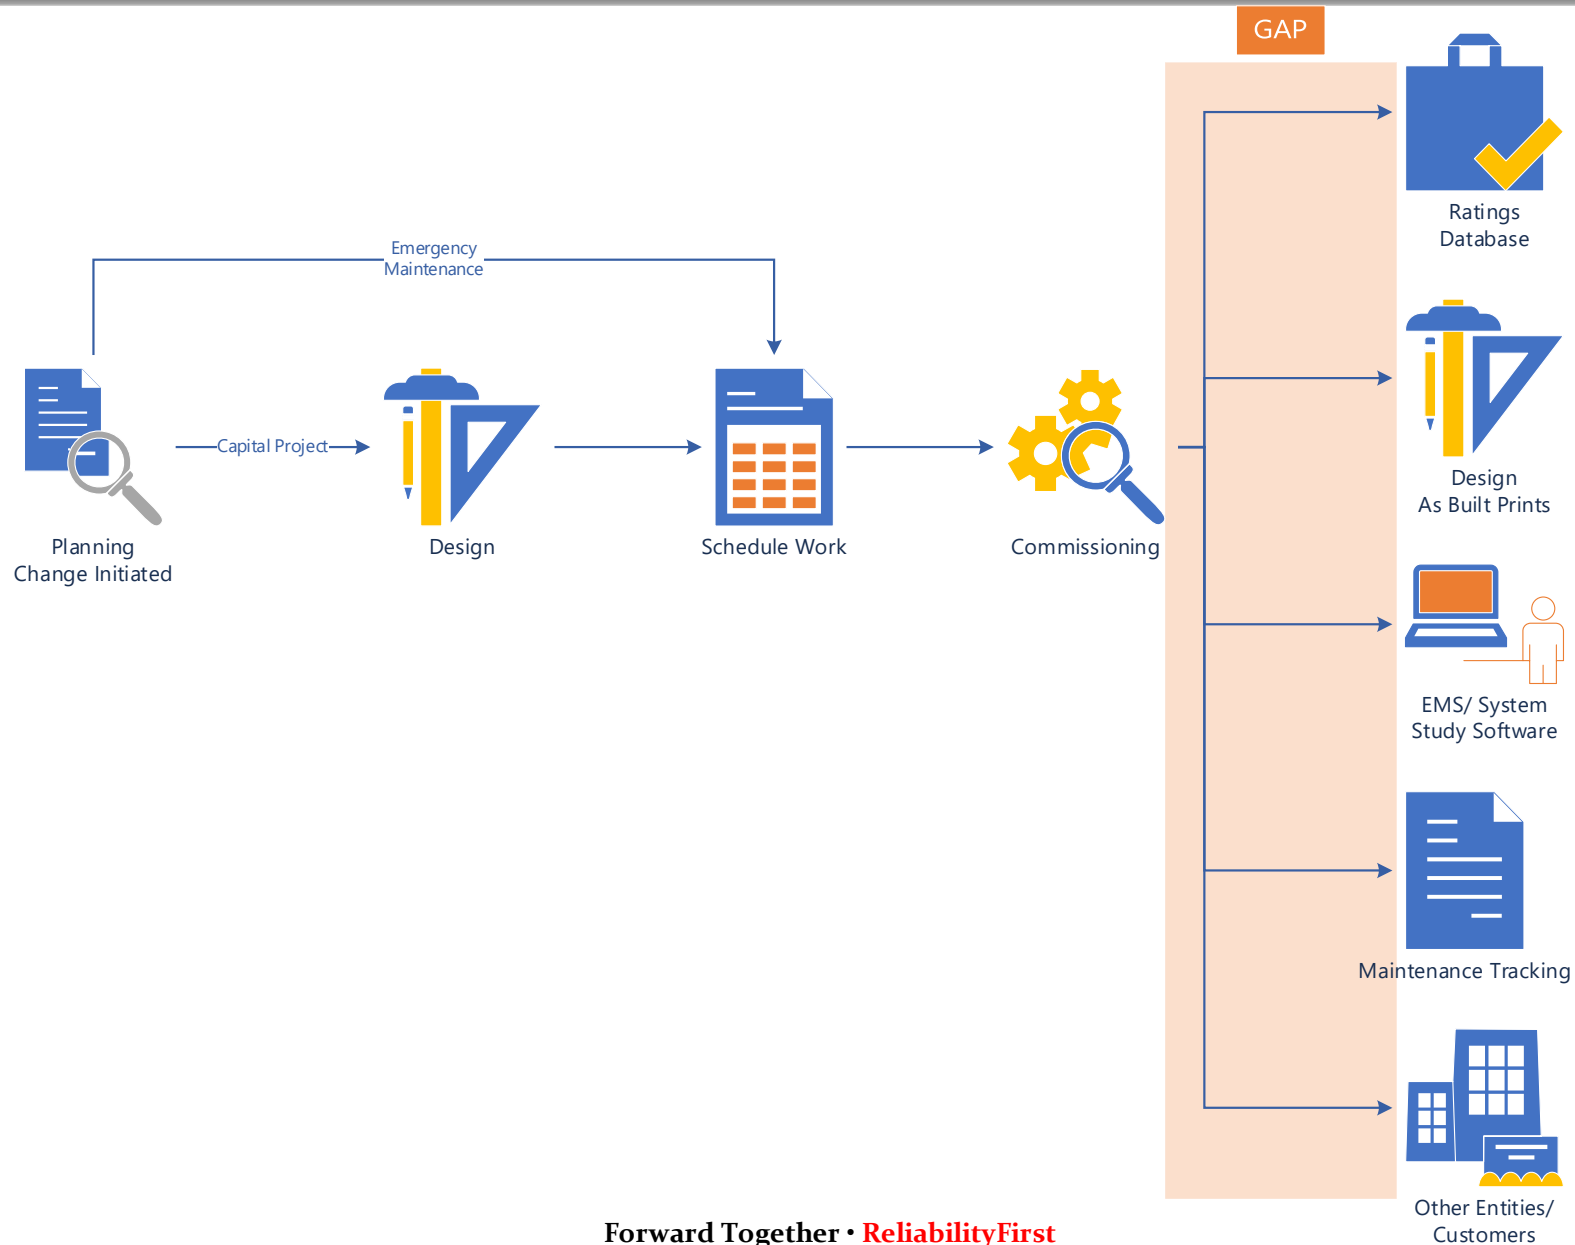 GAP
Ratings
Database
Emergency
Maintenance
Capital Project
Planning
Change Initiated
Design
Schedule Work
Commissioning
Design
As Built Prints
EMS/ System
Study Software
Maintenance Tracking
Other Entities/
Customers
Forward Together • ReliabilityFirst